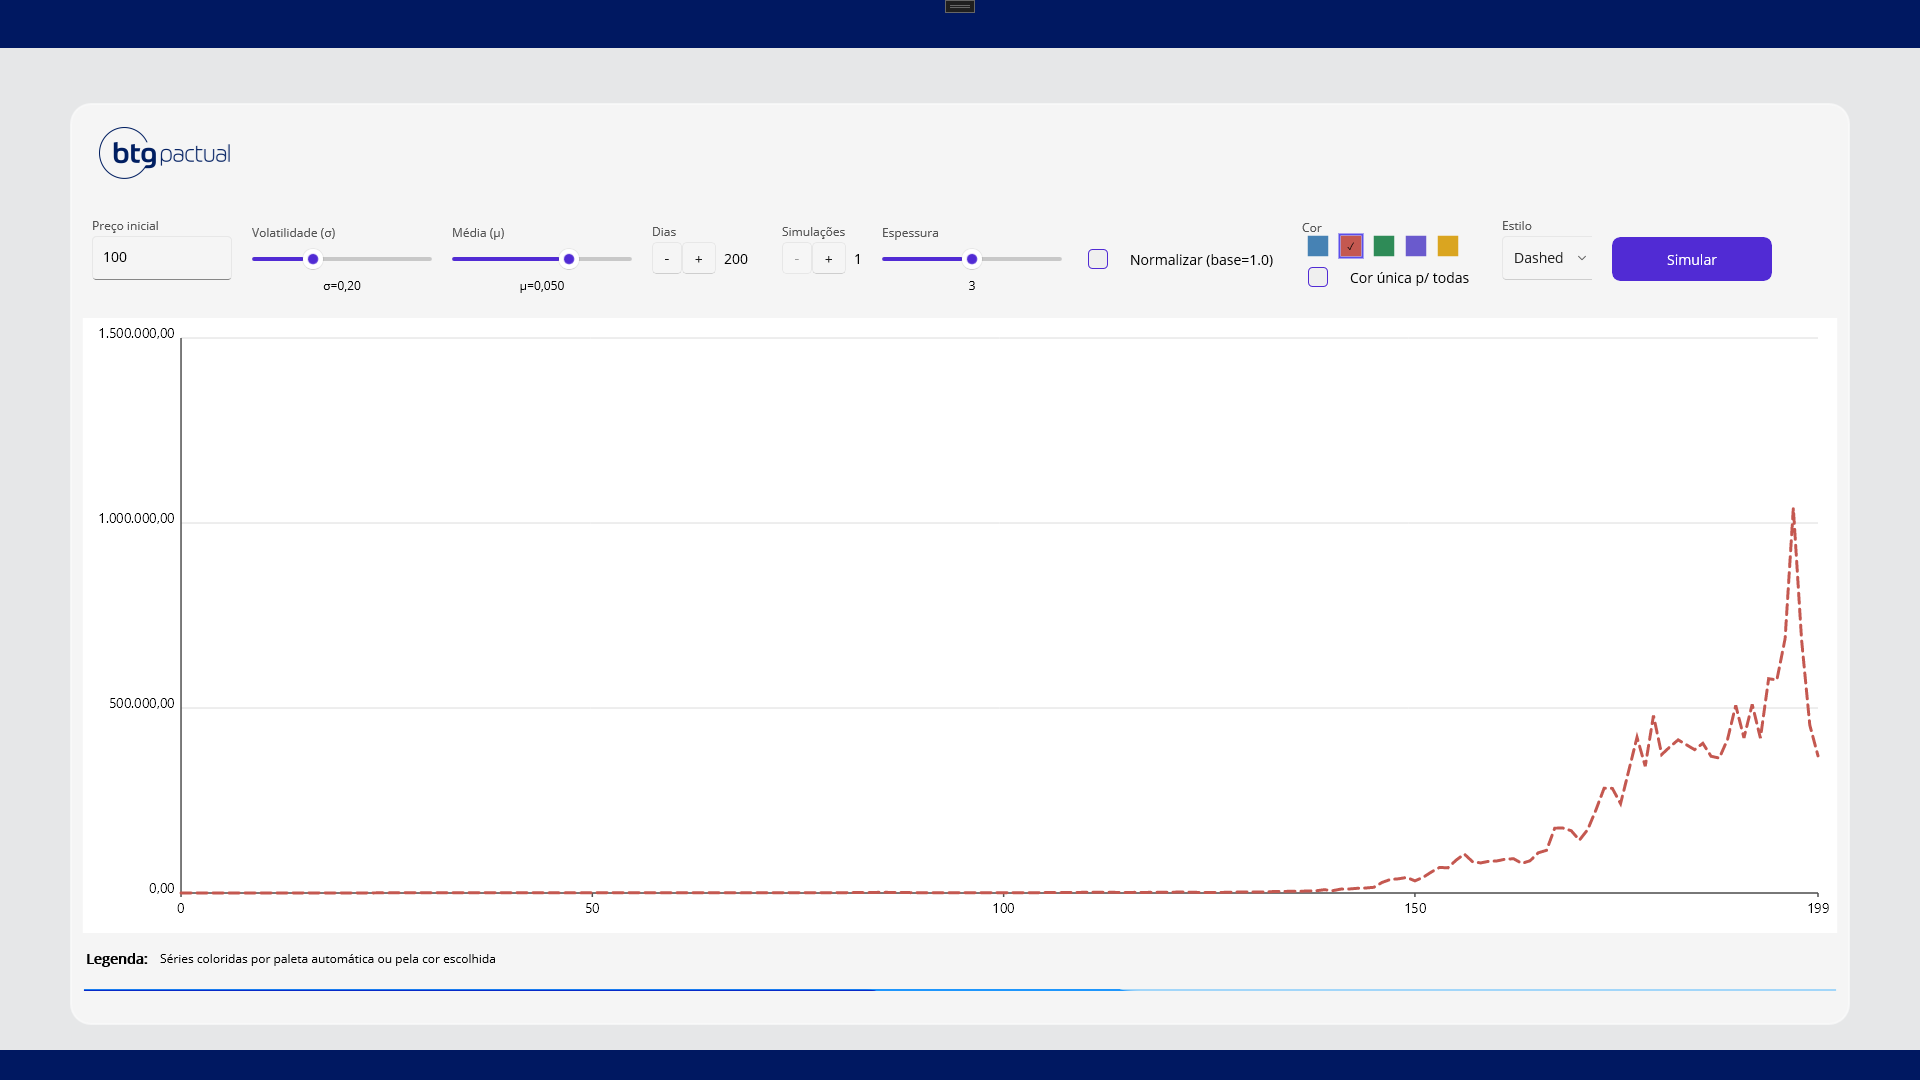 btg pactual
Preço inicial
100
Volatilidade (σ)
σ=0,20
Média (μ)
μ=0,050
Dias
- + 200
Simulações
- + 1
Espessura
3
Normalizar (base=1.0)
Cor
✓
Cor única p/ todas
Estilo
Dashed
Simular
1.500.000,00
1.000.000,00
500.000,00
0,00
0 50 100 150 199
Legenda: Séries coloridas por paleta automática ou pela cor escolhida